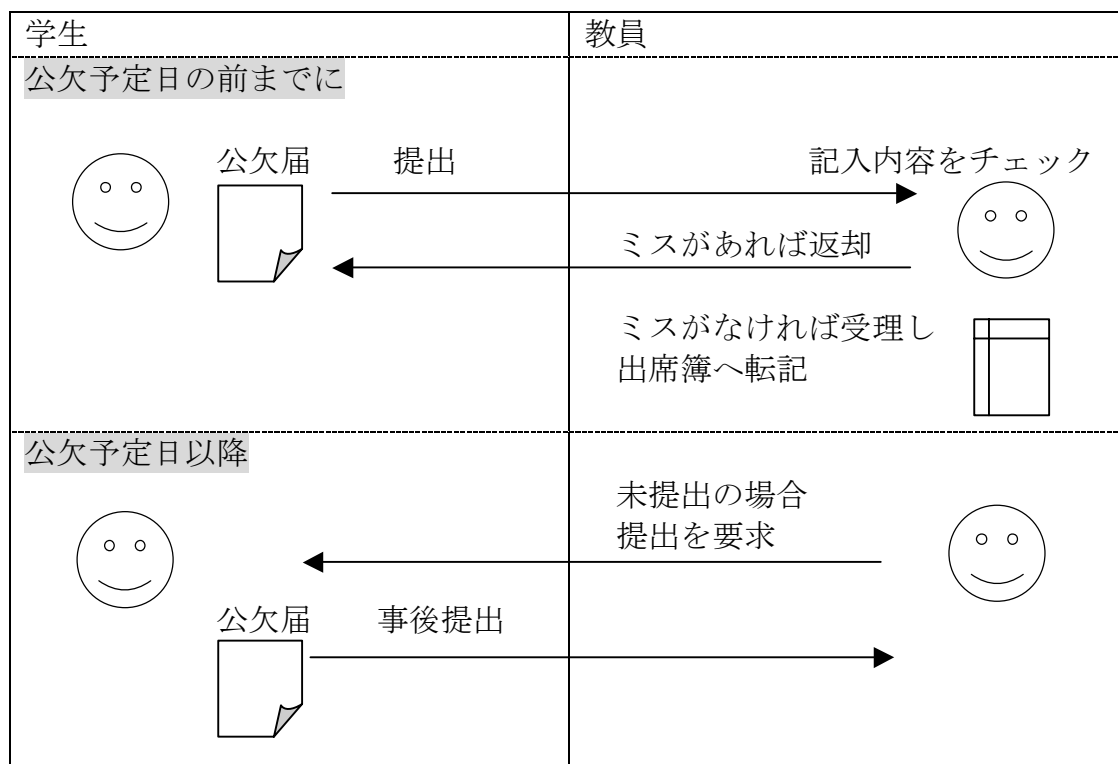 学生
教員
公欠予定日の前までに
公欠届
提出
記入内容をチェック
ミスがあれば返却
ミスがなければ受理し
出席簿へ転記
公欠予定日以降
未提出の場合
提出を要求
公欠届
事後提出